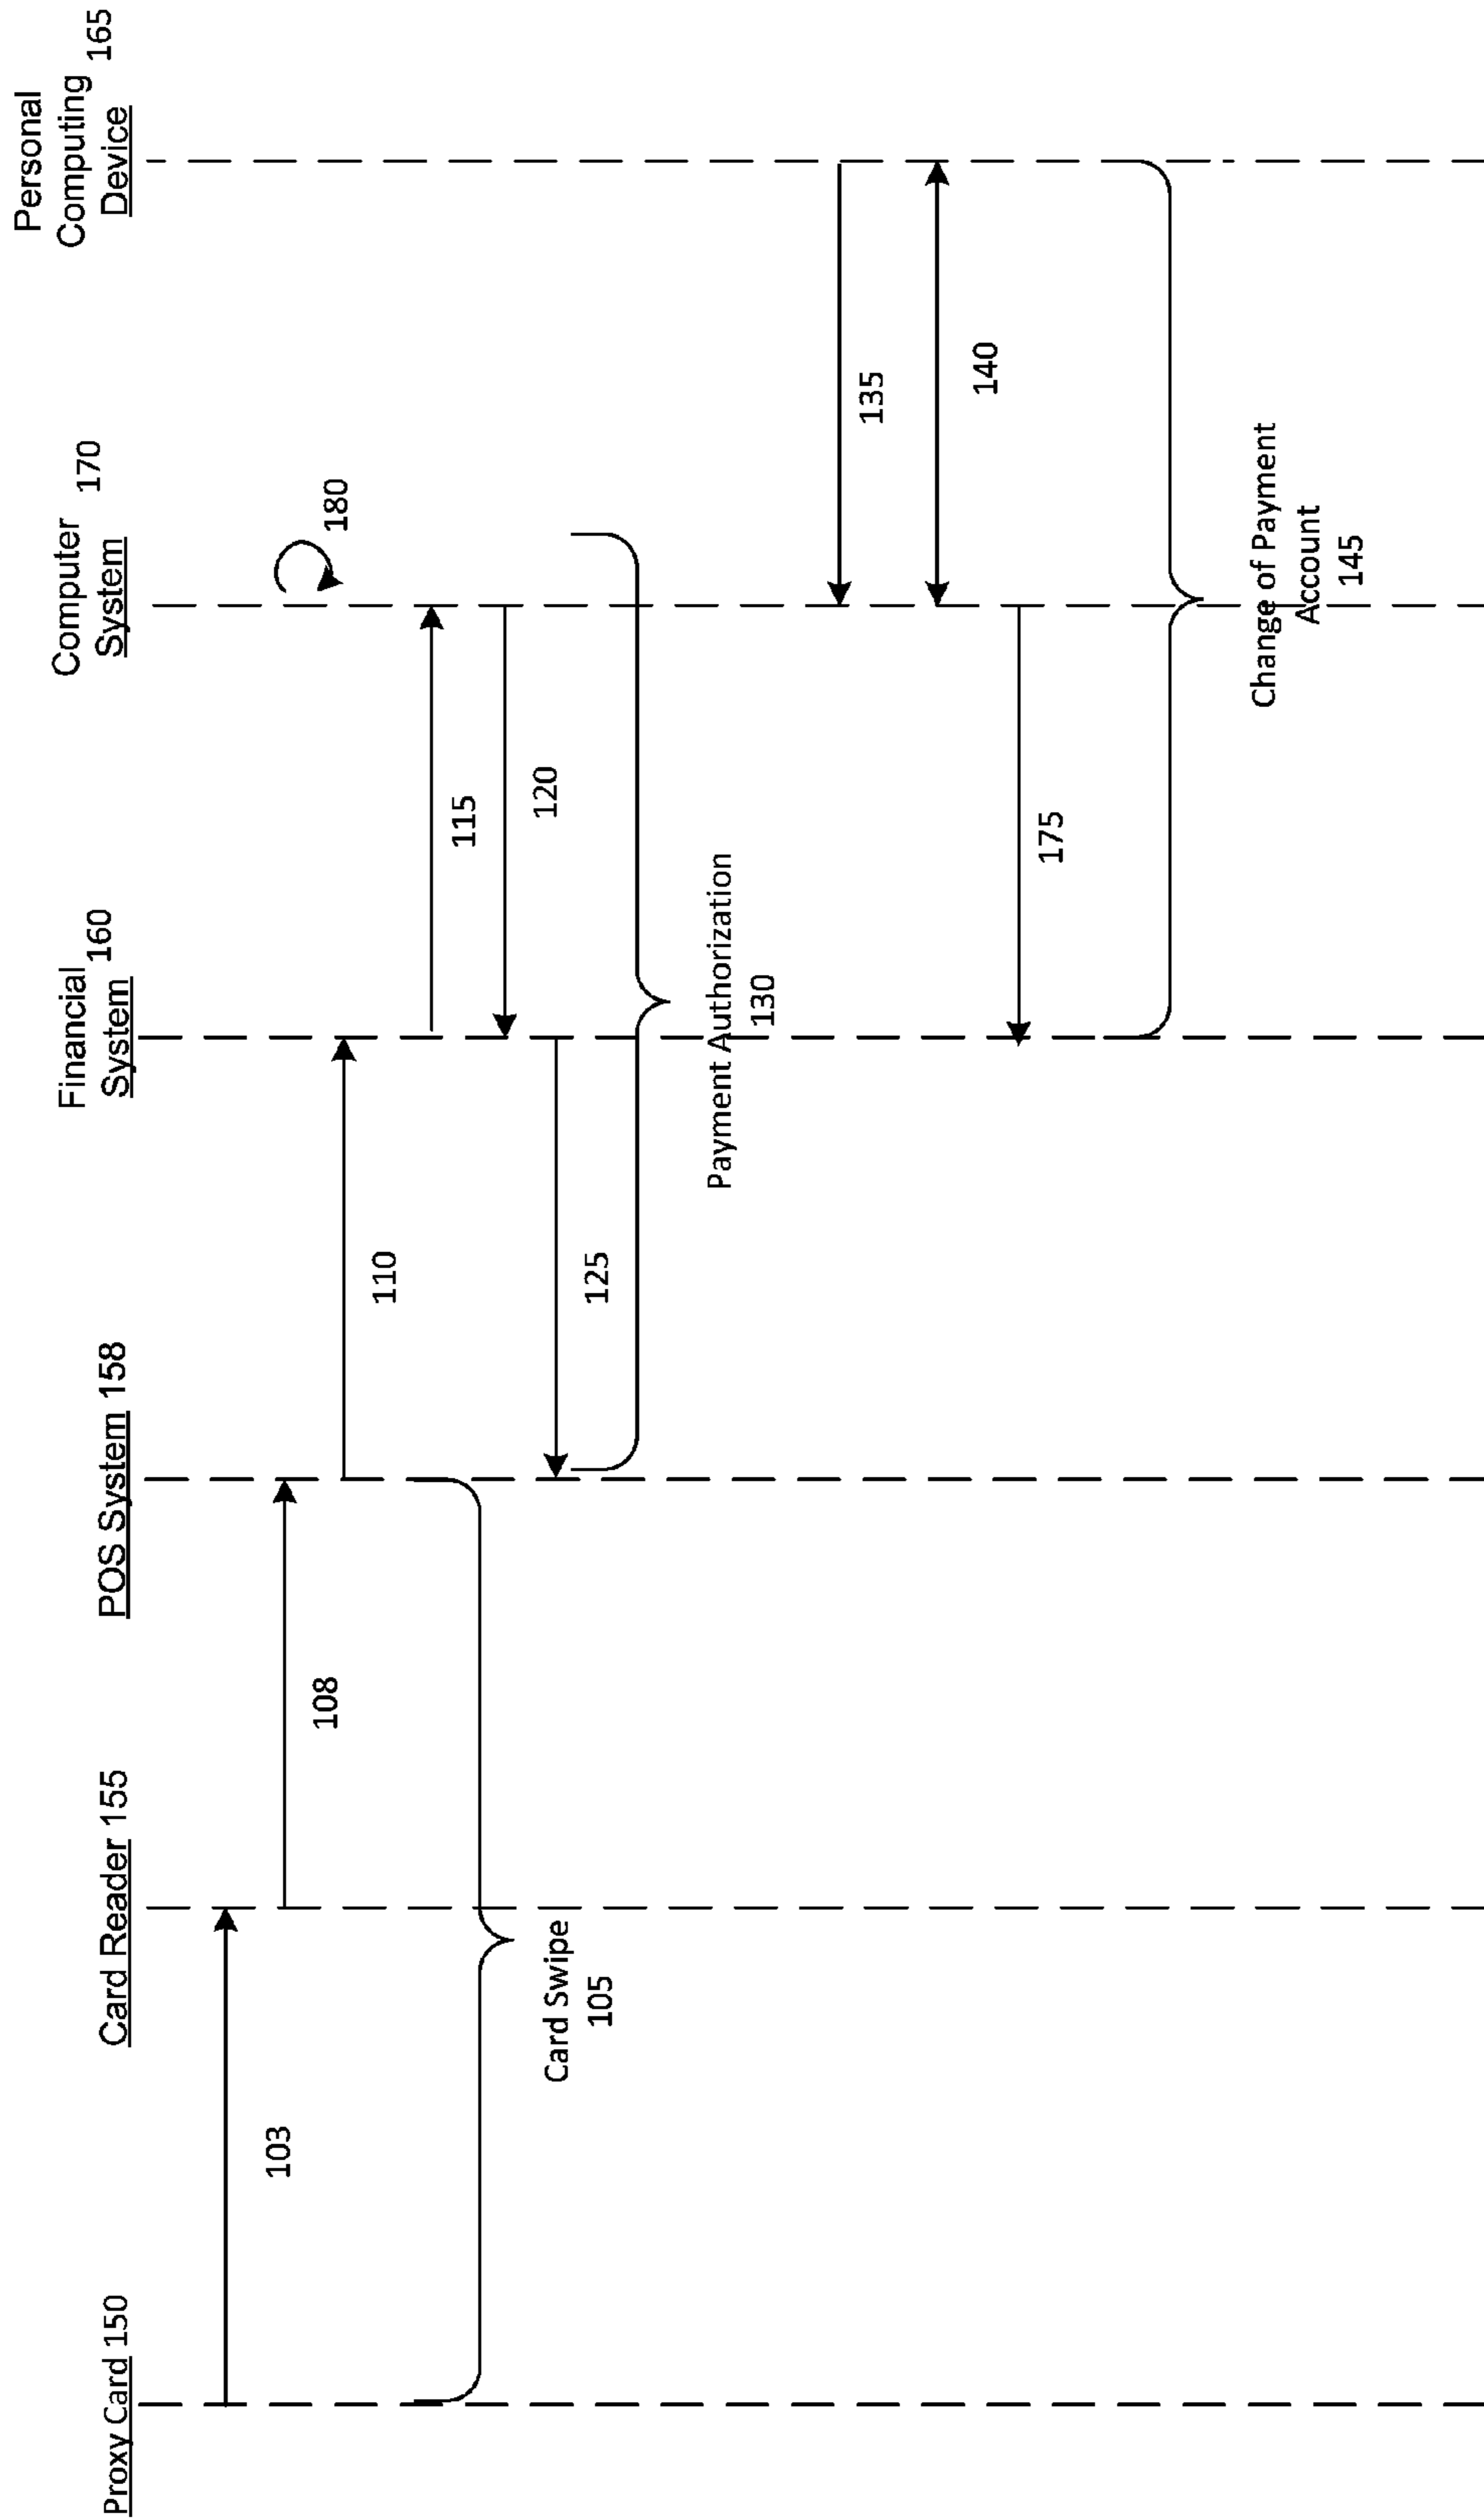 Proxy Card 150
Card Reader 155
POS System 158
Financial
System 160
Computer
System 170
Personal
Computing
Device 165
103
108
110
180
115
120
125
Card Swipe
105
Payment Authorization
130
135
140
175
Change of Payment
Account
145